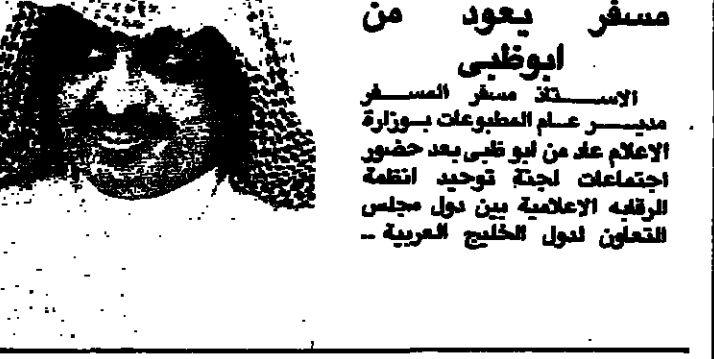 مسفر يعود من
ابوظبى
الاستاذ مسفر المسفر
مدير عام المطبوعات بوزارة
الاعلام عاد من ابو ظبى بعد حضور
اجتماعات لجنة توحيد انظمة
الرقابه الاعلامية بين دول مجلس
التعاون لدول الخليج العربية ..